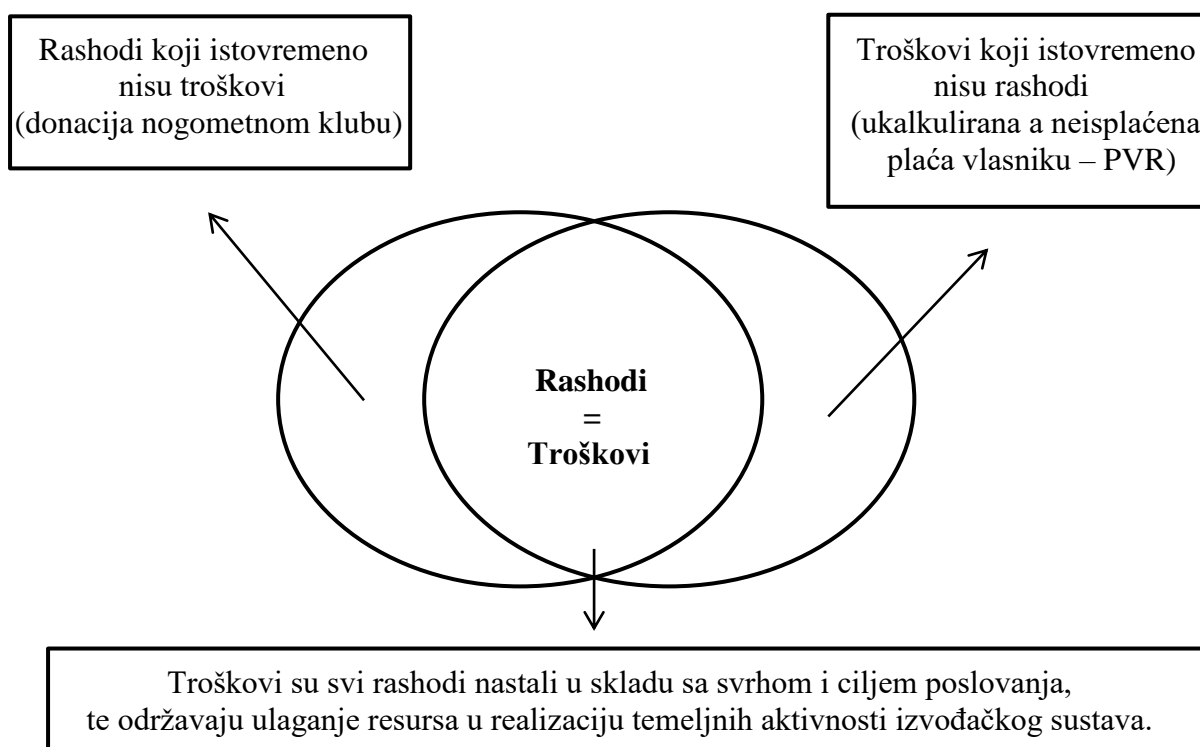 Rashodi koji istovremeno
nisu troškovi
(donacija nogometnom klubu)
Troškovi koji istovremeno
nisu rashodi
(ukalkulirana a neisplaćena
plaća vlasniku – PVR)
Rashodi
=
Troškovi
Troškovi su svi rashodi nastali u skladu sa svrhom i ciljem poslovanja,
te održavaju ulaganje resursa u realizaciju temeljnih aktivnosti izvođačkog sustava.